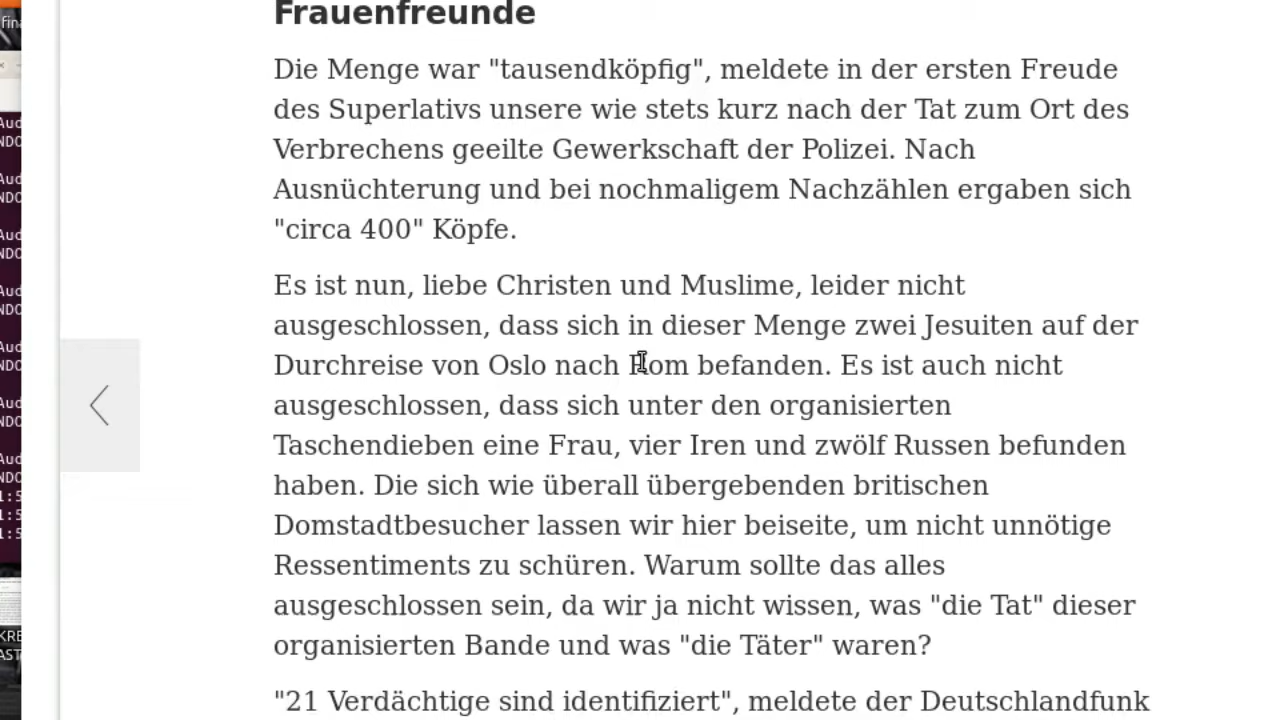 Frauenfreunde
Die Menge war "tausendköpfig", meldete in der ersten Freude
des Superlativs unsere wie stets kurz nach der Tat zum Ort des
Verbrechens geeilte Gewerkschaft der Polizei. Nach
Ausnüchterung und bei nochmaligem Nachzählen ergaben sich
"circa 400" Köpfe.
Es ist nun, liebe Christen und Muslime, leider nicht
ausgeschlossen, dass sich in dieser Menge zwei Jesuiten auf der
Durchreise von Oslo nach Rom befanden. Es ist auch nicht
ausgeschlossen, dass sich unter den organisierten
Taschendieben eine Frau, vier Iren und zwölf Russen befunden
haben. Die sich wie überall übergebenden britischen
Domstadtbesucher lassen wir hier beiseite, um nicht unnötige
Ressentiments zu schüren. Warum sollte das alles
ausgeschlossen sein, da wir ja nicht wissen, was "die Tat" dieser
organisierten Bande und was "die Täter" waren?
"21 Verdächtige sind identifiziert", meldete der Deutschlandfunk